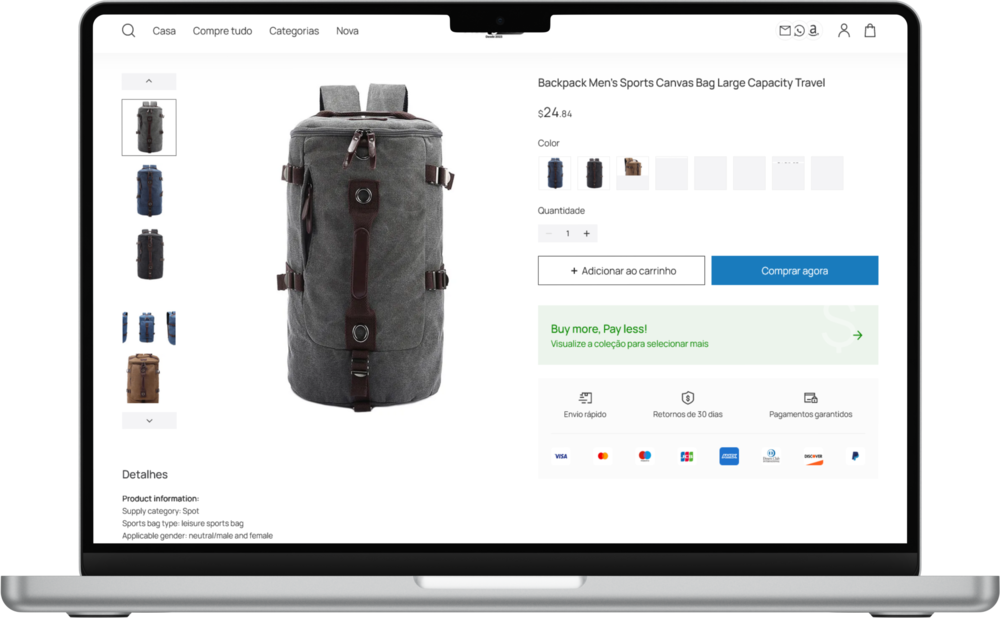 Casa Compre tudo Categorias Nova
Backpack Men's Sports Canvas Bag Large Capacity Travel
$24.84
Color
Quantidade
1 +
+ Adicionar ao carrinho
Comprar agora
Buy more, Pay less!
Visualize a coleção para selecionar mais
Envio rápido
Retornos de 30 dias
Pagamentos garantidos
VISA
JCB
DISCOVER
Detalhes
Product information:
Supply category: Spot
Sports bag type: leisure sports bag
Applicable gender: neutral/male and female